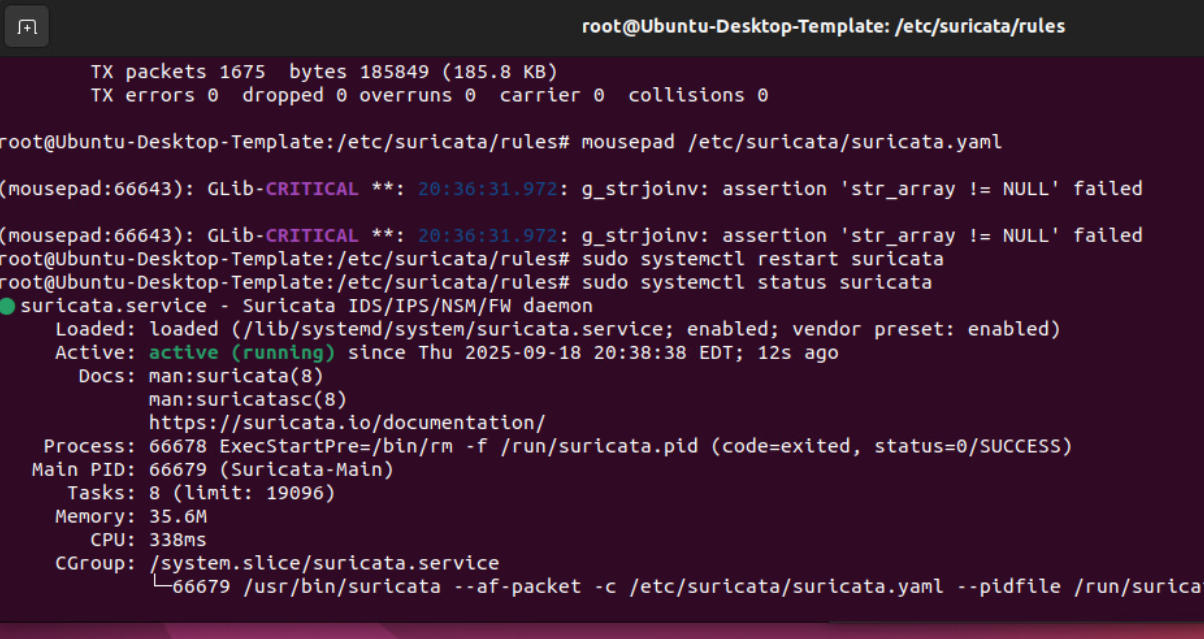 root@Ubuntu-Desktop-Template: /etc/suricata/rules
TX packets 1675  bytes 185849 (185.8 KB)
TX errors 0  dropped 0 overruns 0  carrier 0  collisions 0
root@Ubuntu-Desktop-Template:/etc/suricata/rules# mousepad /etc/suricata/suricata.yaml
(mousepad:66643): GLib-CRITICAL **: 20:36:31.972: g_strjoinv: assertion 'str_array != NULL' failed
(mousepad:66643): GLib-CRITICAL **: 20:36:31.972: g_strjoinv: assertion 'str_array != NULL' failed
root@Ubuntu-Desktop-Template:/etc/suricata/rules# sudo systemctl restart suricata
root@Ubuntu-Desktop-Template:/etc/suricata/rules# sudo systemctl status suricata
suricata.service - Suricata IDS/IPS/NSM/FW daemon
Loaded: loaded (/lib/systemd/system/suricata.service; enabled; vendor preset: enabled)
Active: active (running) since Thu 2025-09-18 20:38:38 EDT; 12s ago
Docs: man:suricata(8)
man:suricatasc(8)
https://suricata.io/documentation/
Process: 66678 ExecStartPre=/bin/rm -f /run/suricata.pid (code=exited, status=0/SUCCESS)
Main PID: 66679 (Suricata-Main)
Tasks: 8 (limit: 19096)
Memory: 35.6M
CPU: 338ms
CGroup: /system.slice/suricata.service
└─66679 /usr/bin/suricata --af-packet -c /etc/suricata/suricata.yaml --pidfile /run/surica